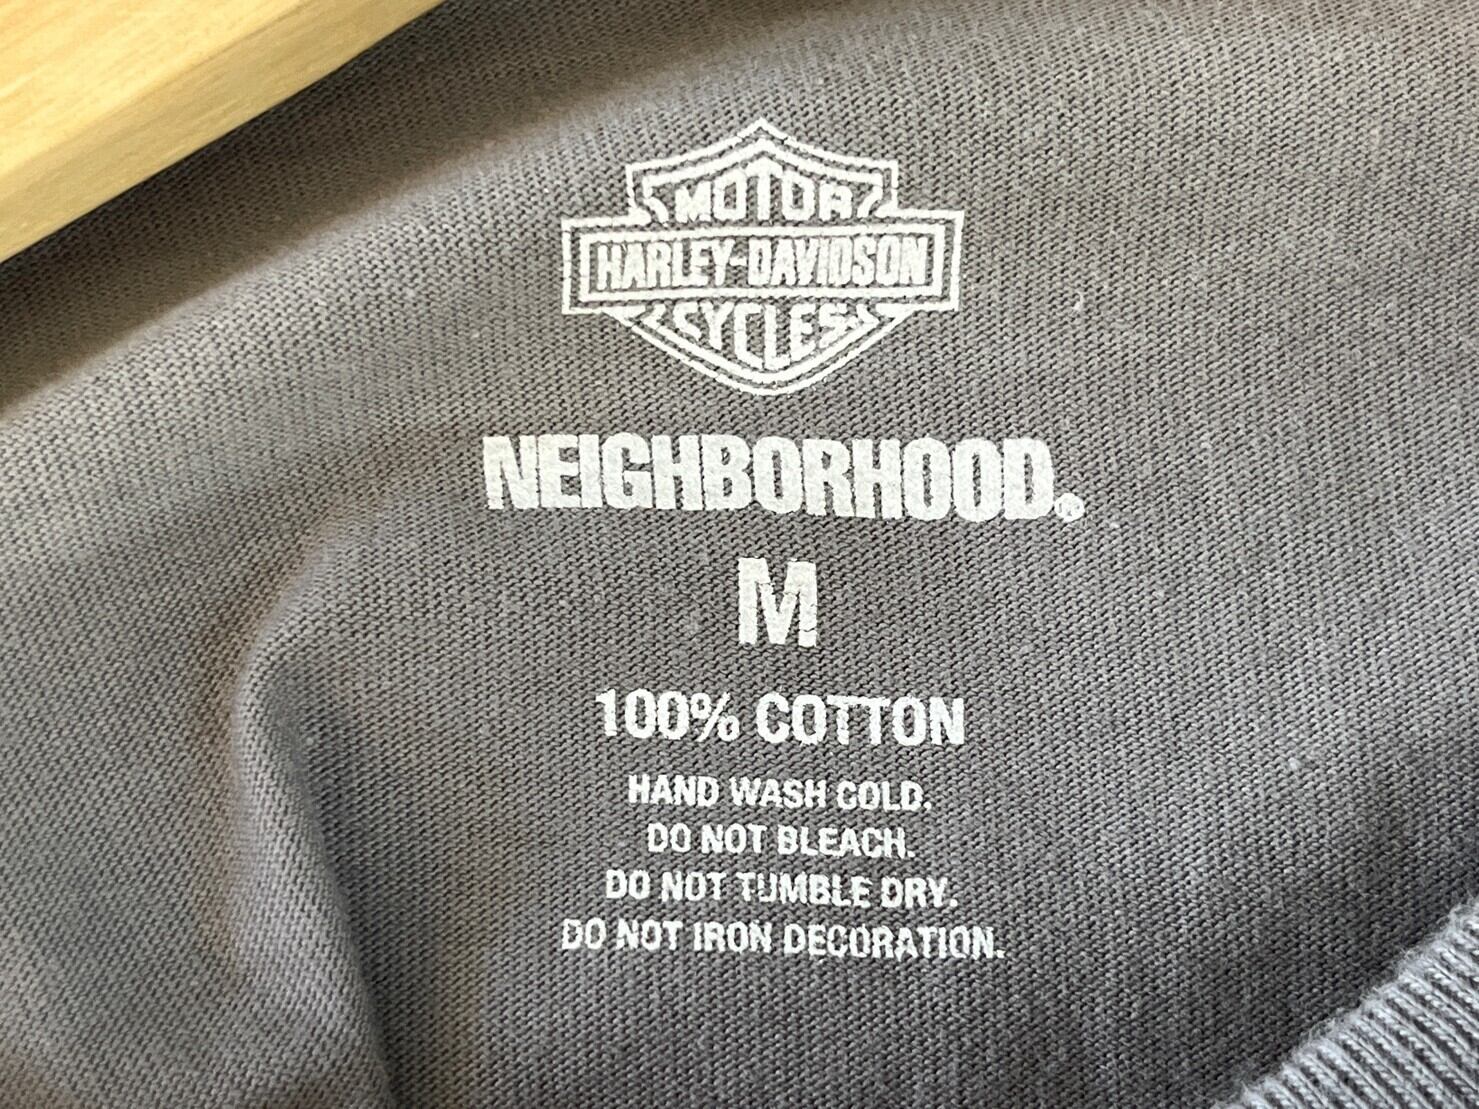 MOTOR
HARLEY-DAVIDSON
CYCLES
NEIGHBORHOOD®
M
100% COTTON
HAND WASH COLD.
DO NOT BLEACH.
DO NOT TUMBLE DRY.
DO NOT IRON DECORATION.